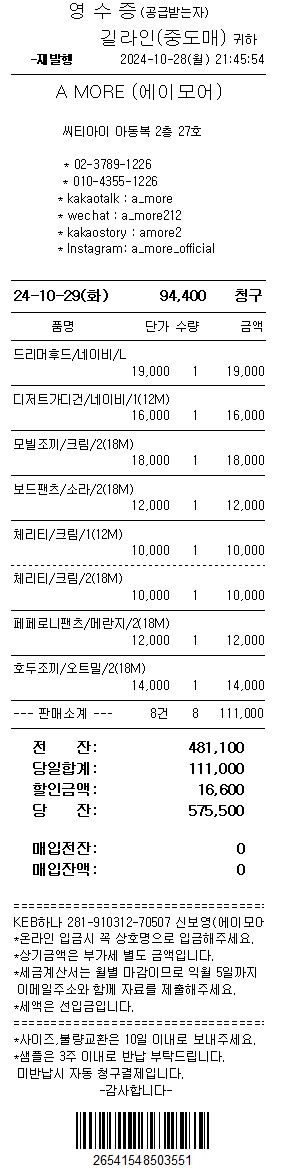 영 수 증(공급받는자)
길라인(중도매) 귀하
-재발행 2024-10-28(월) 21:45:54
A MORE (에이모어)
씨티아이 아동복 2층 27호
* 02-3789-1226
* 010-4355-1226
* kakaotalk : a_more
* wechat : a_more212
* kakaostory : amore2
* Instagram: a_more_official
24-10-29(화) 94,400 청구
품명 단가 수량 금액
드리머후드/네이비/L
19,000 1 19,000
디저트가디건/네이비/1(12M)
16,000 1 16,000
모빌조끼/크림/2(18M)
18,000 1 18,000
보드팬츠/소라/2(18M)
12,000 1 12,000
체리티/크림/1(12M)
10,000 1 10,000
체리티/크림/2(18M)
10,000 1 10,000
페페로니팬츠/메란지/2(18M)
12,000 1 12,000
호두조끼/오트밀/2(18M)
14,000 1 14,000
--- 판매소계 --- 8건 8 111,000
전 잔: 481,100
당일합계: 111,000
할인금액: 16,600
당 잔: 575,500
매입전잔: 0
매입잔액: 0
================================
KEB하나 281-910312-70507 신보영(에이모어
*온라인 입금시 꼭 상호명으로 입금해주세요.
*상기금액은 부가세 별도 금액입니다.
*세금계산서는 월별 마감이므로 익월 5일까지
이메일주소와 함께 자료를 제출해주세요.
*세액은 선입금입니다.
================================
*사이즈,불량교환은 10일 이내로 보내주세요.
*샘플은 3주 이내로 반납 부탁드립니다.
미반납시 자동 청구결제입니다.
-감사합니다-
26541548503551